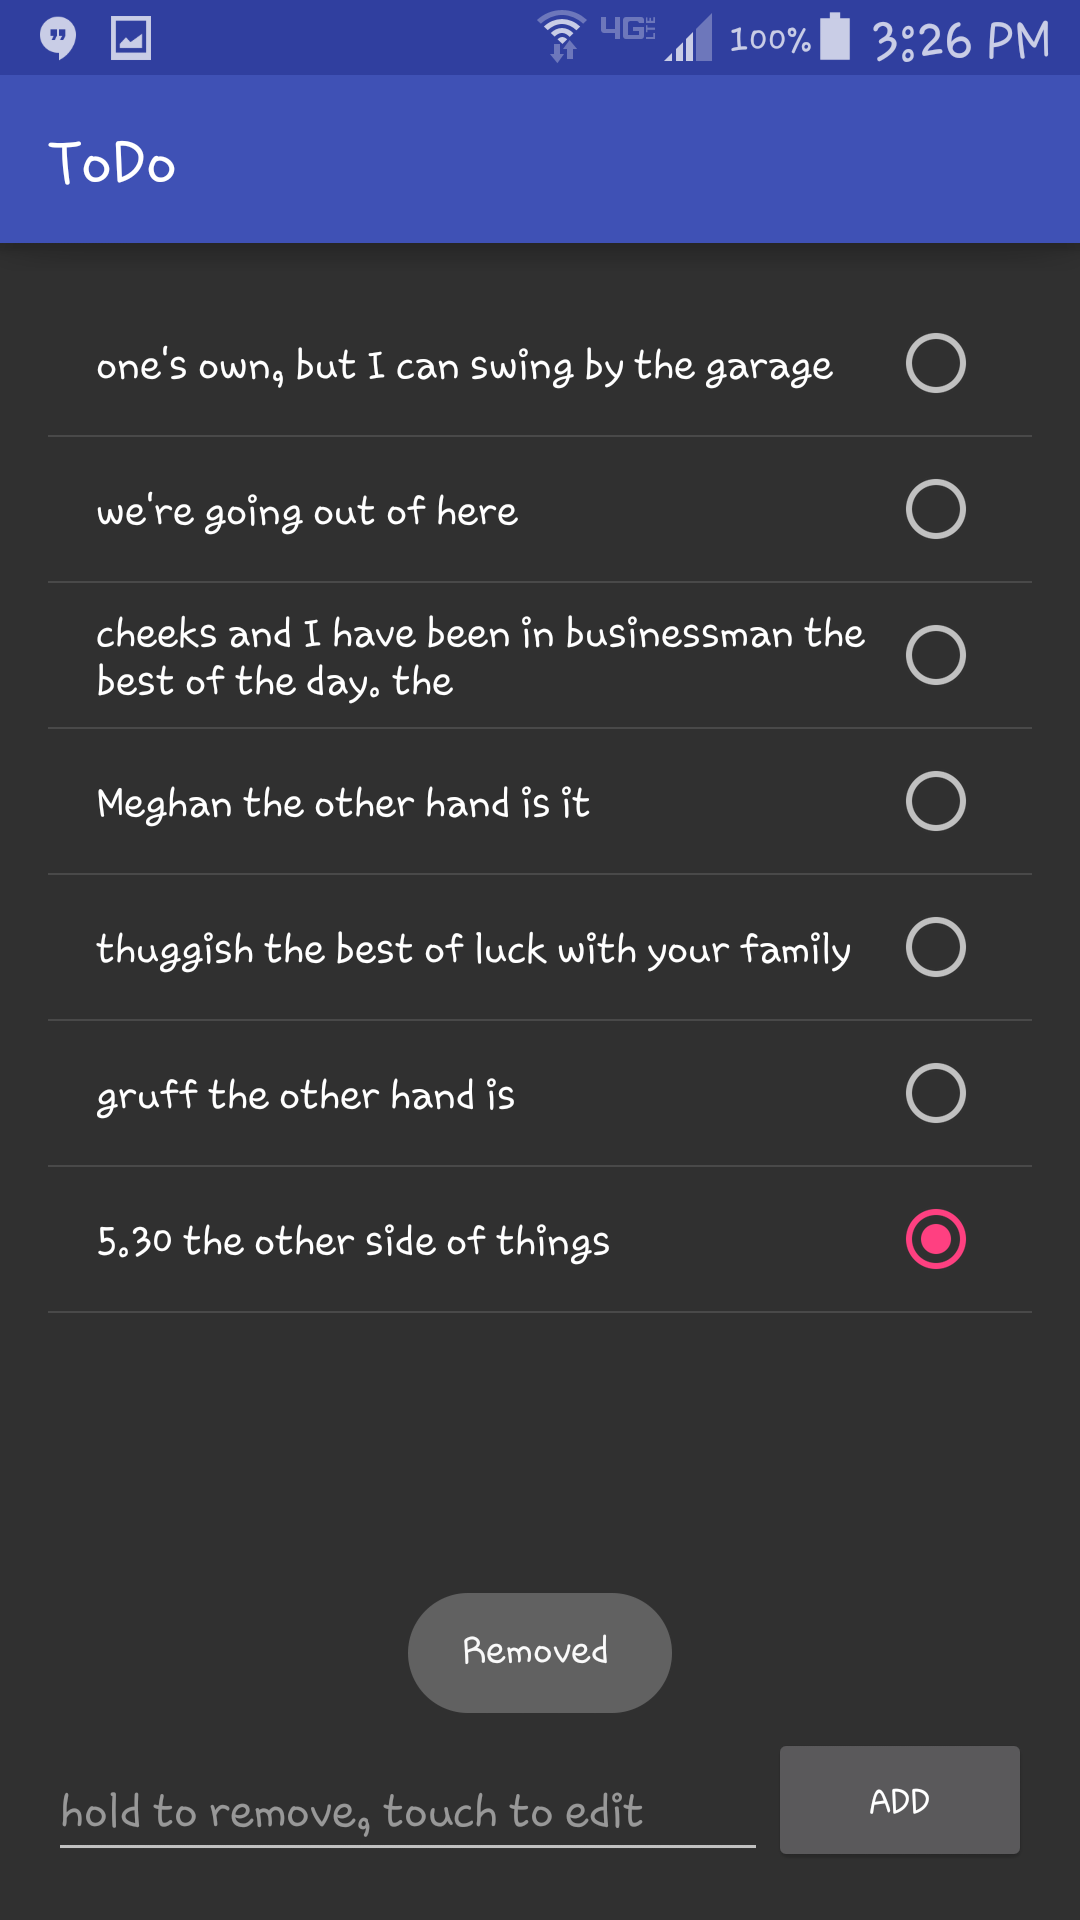 4G LTE 100% 3:26 PM
ToDo
one's own, but I can swing by the garage
we're going out of here
cheeks and I have been in businessman the
best of the day. the
Meghan the other hand is it
thuggish the best of luck with your family
gruff the other hand is
5.30 the other side of things
Removed
hold to remove, touch to edit
ADD